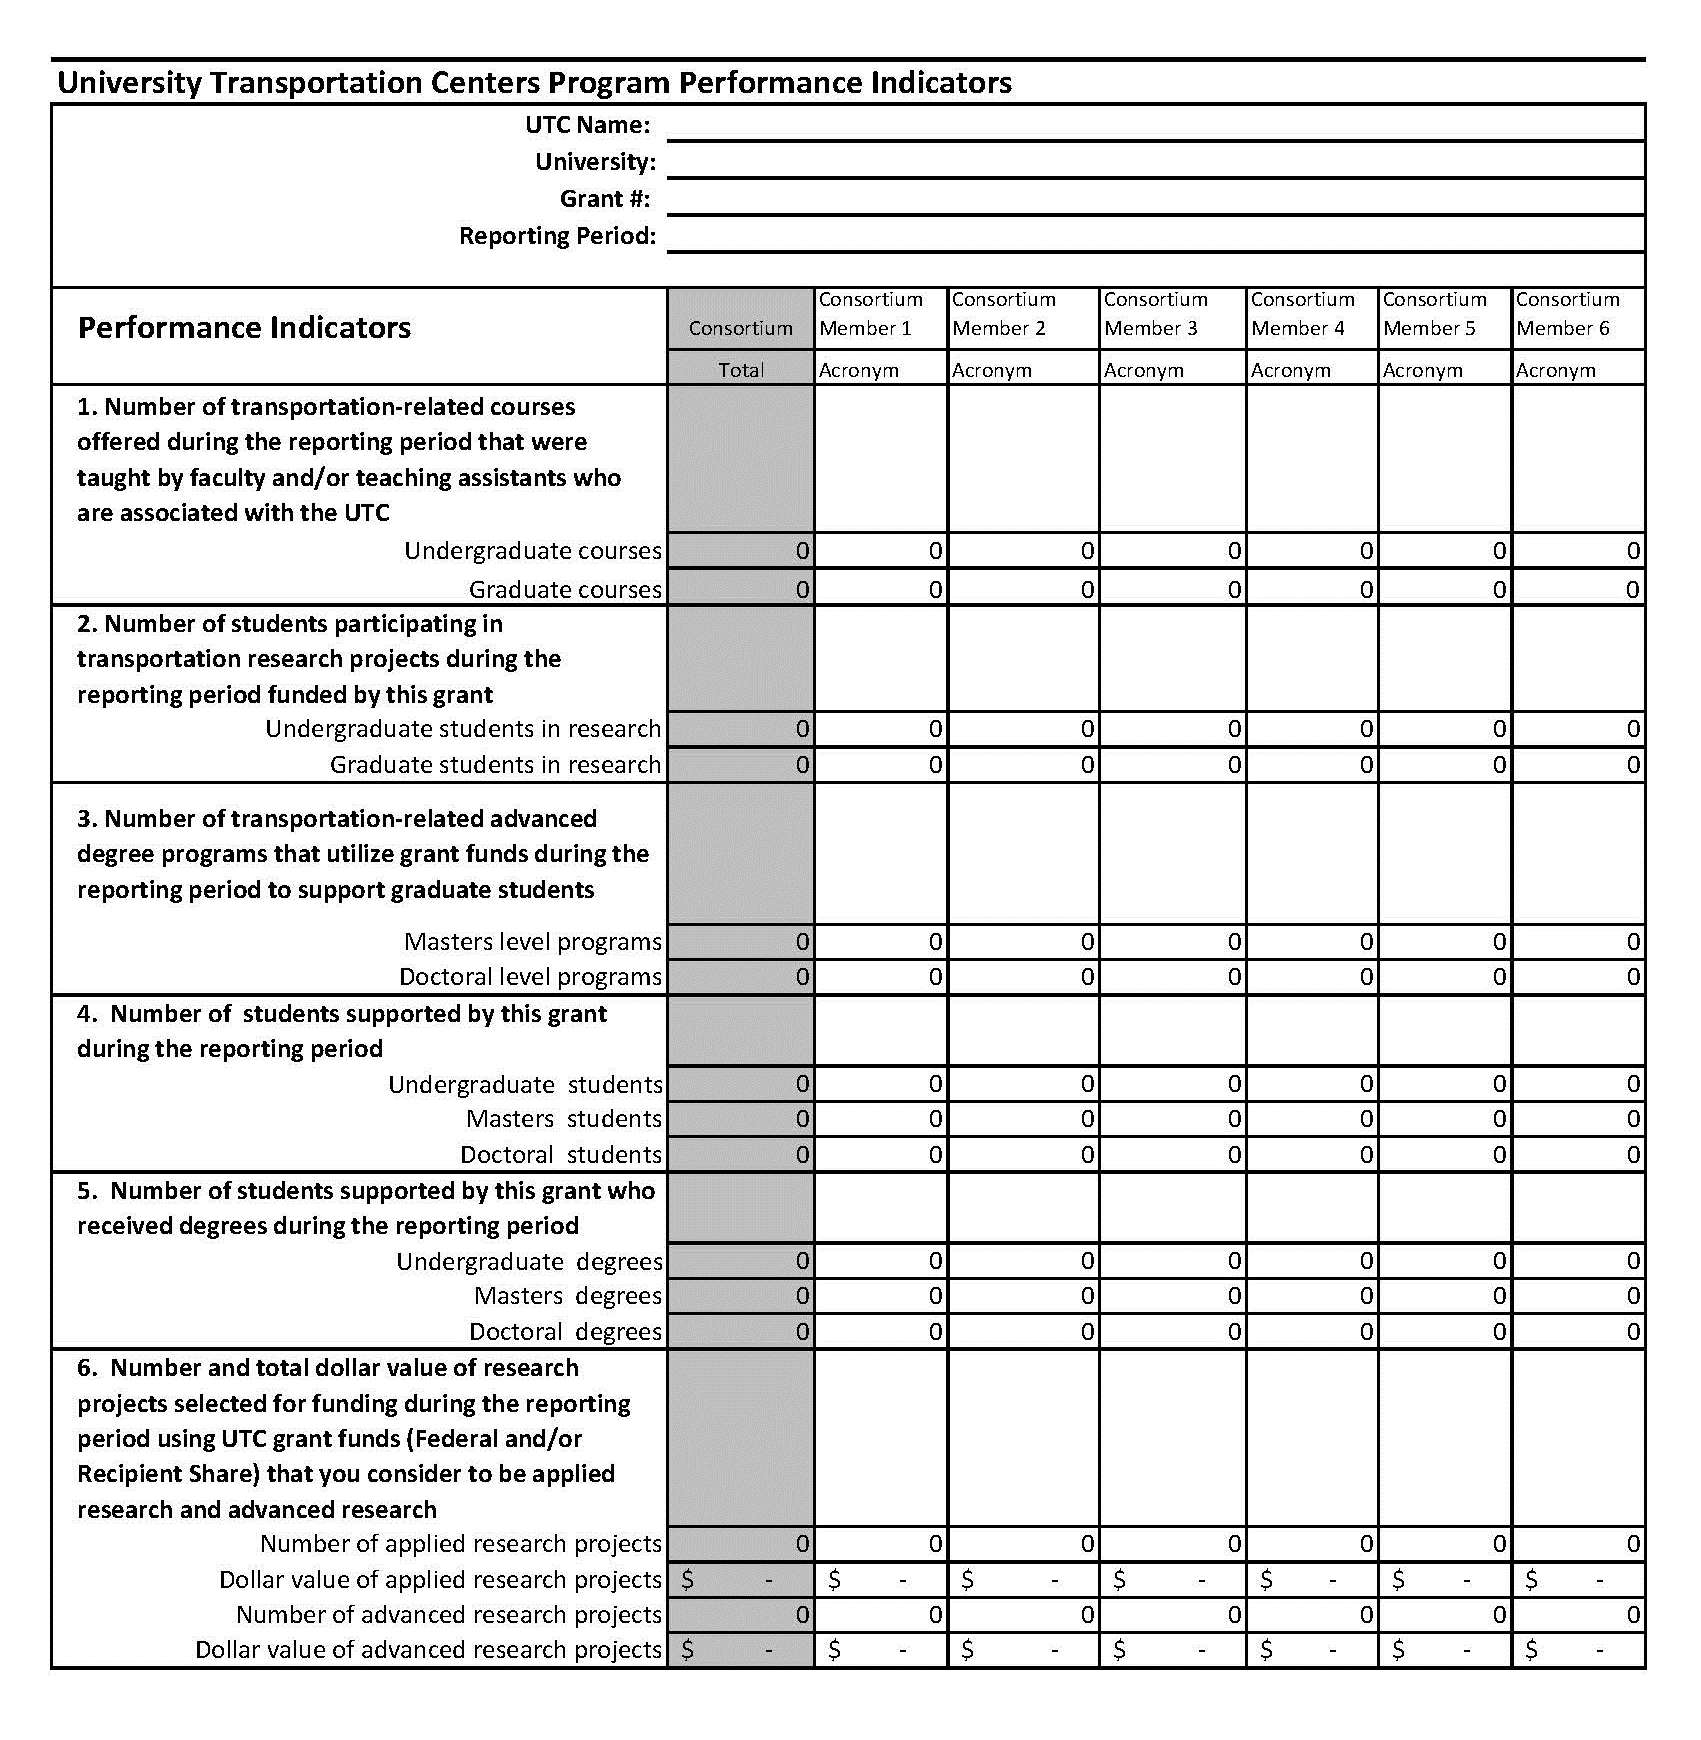 University Transportation Centers Program Performance Indicators
UTC Name:
University:
Grant #:
Reporting Period:
Performance Indicators
Consortium
Consortium Member 1
Consortium Member 2
Consortium Member 3
Consortium Member 4
Consortium Member 5
Consortium Member 6
Total Acronym Acronym Acronym Acronym Acronym Acronym
1. Number of transportation-related courses
offered during the reporting period that were
taught by faculty and/or teaching assistants who
are associated with the UTC
Undergraduate courses 0 0 0 0 0 0 0
Graduate courses 0 0 0 0 0 0 0
2. Number of students participating in
transportation research projects during the
reporting period funded by this grant
Undergraduate students in research 0 0 0 0 0 0 0
Graduate students in research 0 0 0 0 0 0 0
3. Number of transportation-related advanced
degree programs that utilize grant funds during the
reporting period to support graduate students
Masters level programs 0 0 0 0 0 0 0
Doctoral level programs 0 0 0 0 0 0 0
4. Number of students supported by this grant
during the reporting period
Undergraduate students 0 0 0 0 0 0 0
Masters students 0 0 0 0 0 0 0
Doctoral students 0 0 0 0 0 0 0
5. Number of students supported by this grant who
received degrees during the reporting period
Undergraduate degrees 0 0 0 0 0 0 0
Masters degrees 0 0 0 0 0 0 0
Doctoral degrees 0 0 0 0 0 0 0
6. Number and total dollar value of research
projects selected for funding during the reporting
period using UTC grant funds (Federal and/or
Recipient Share) that you consider to be applied
research and advanced research
Number of applied research projects 0 0 0 0 0 0 0
Dollar value of applied research projects $ - $ - $ - $ - $ - $ - $ -
Number of advanced research projects 0 0 0 0 0 0 0
Dollar value of advanced research projects $ - $ - $ - $ - $ - $ - $ -